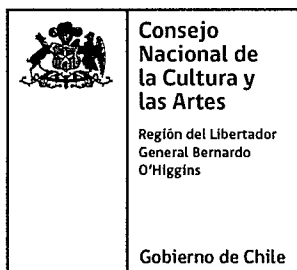 Consejo
Nacional de
la Cultura y
las Artes
Región del Libertador
General Bernardo
O'Higgins
Gobierno de Chile